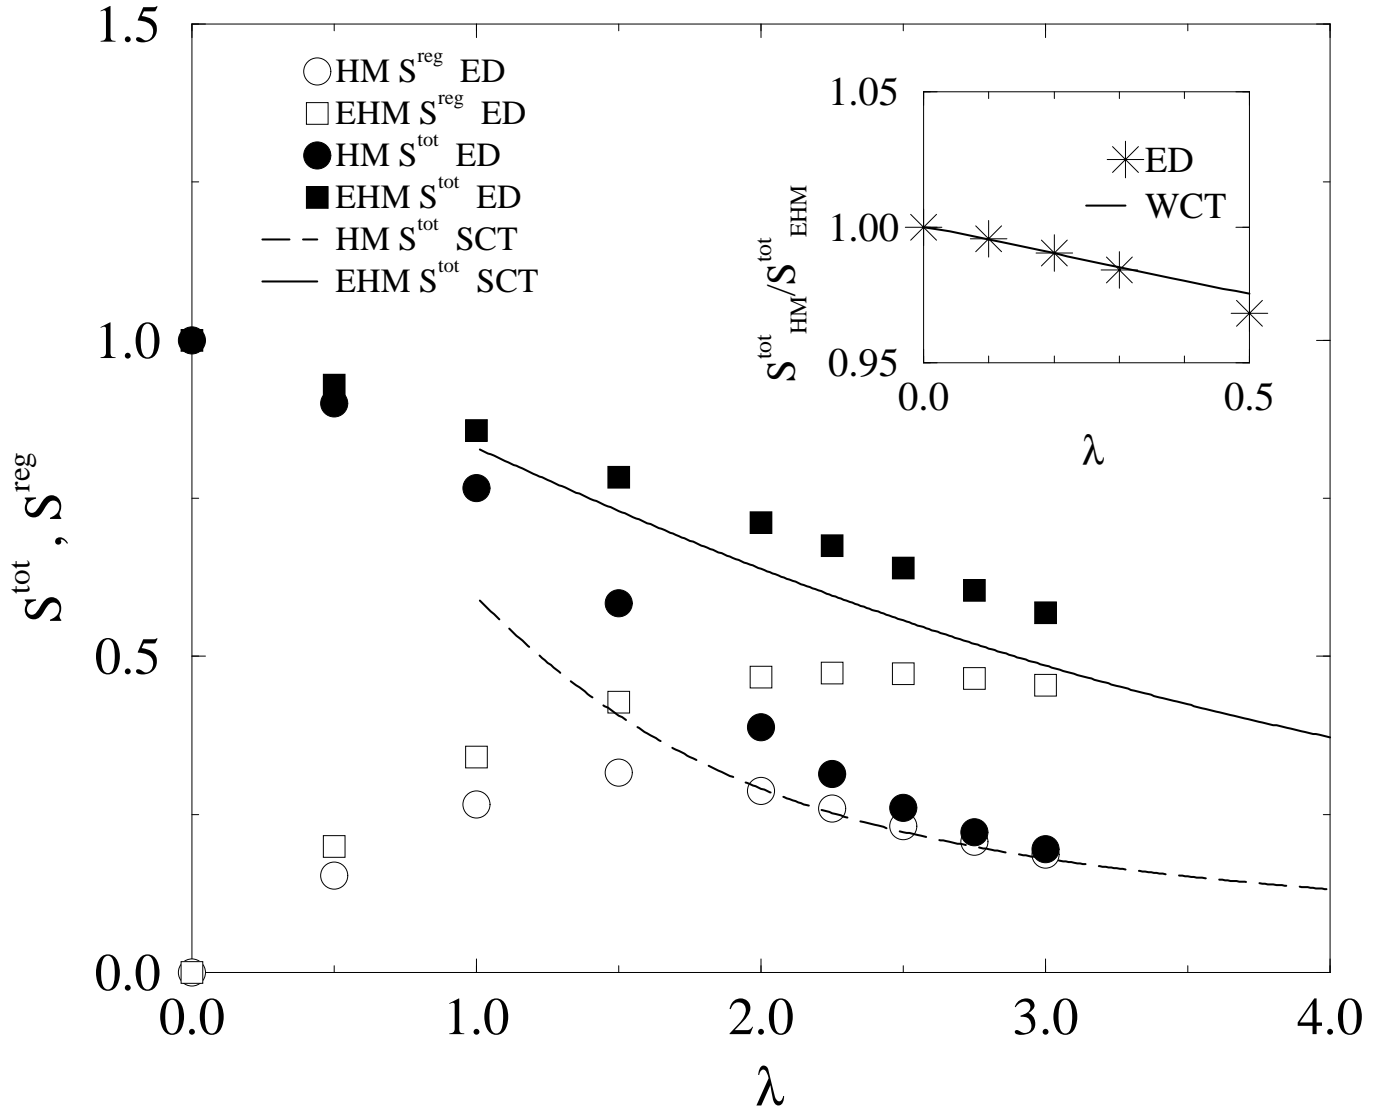 1.5
1.0
0.5
0.0
0.0
1.0
2.0
3.0
4.0
λ
S^tot , S^reg
HM S^reg ED
EHM S^reg ED
HM S^tot ED
EHM S^tot ED
HM S^tot SCT
EHM S^tot SCT
1.05
1.00
0.95
0.0
0.5
λ
S^tot_HM/S^tot_EHM
ED
WCT